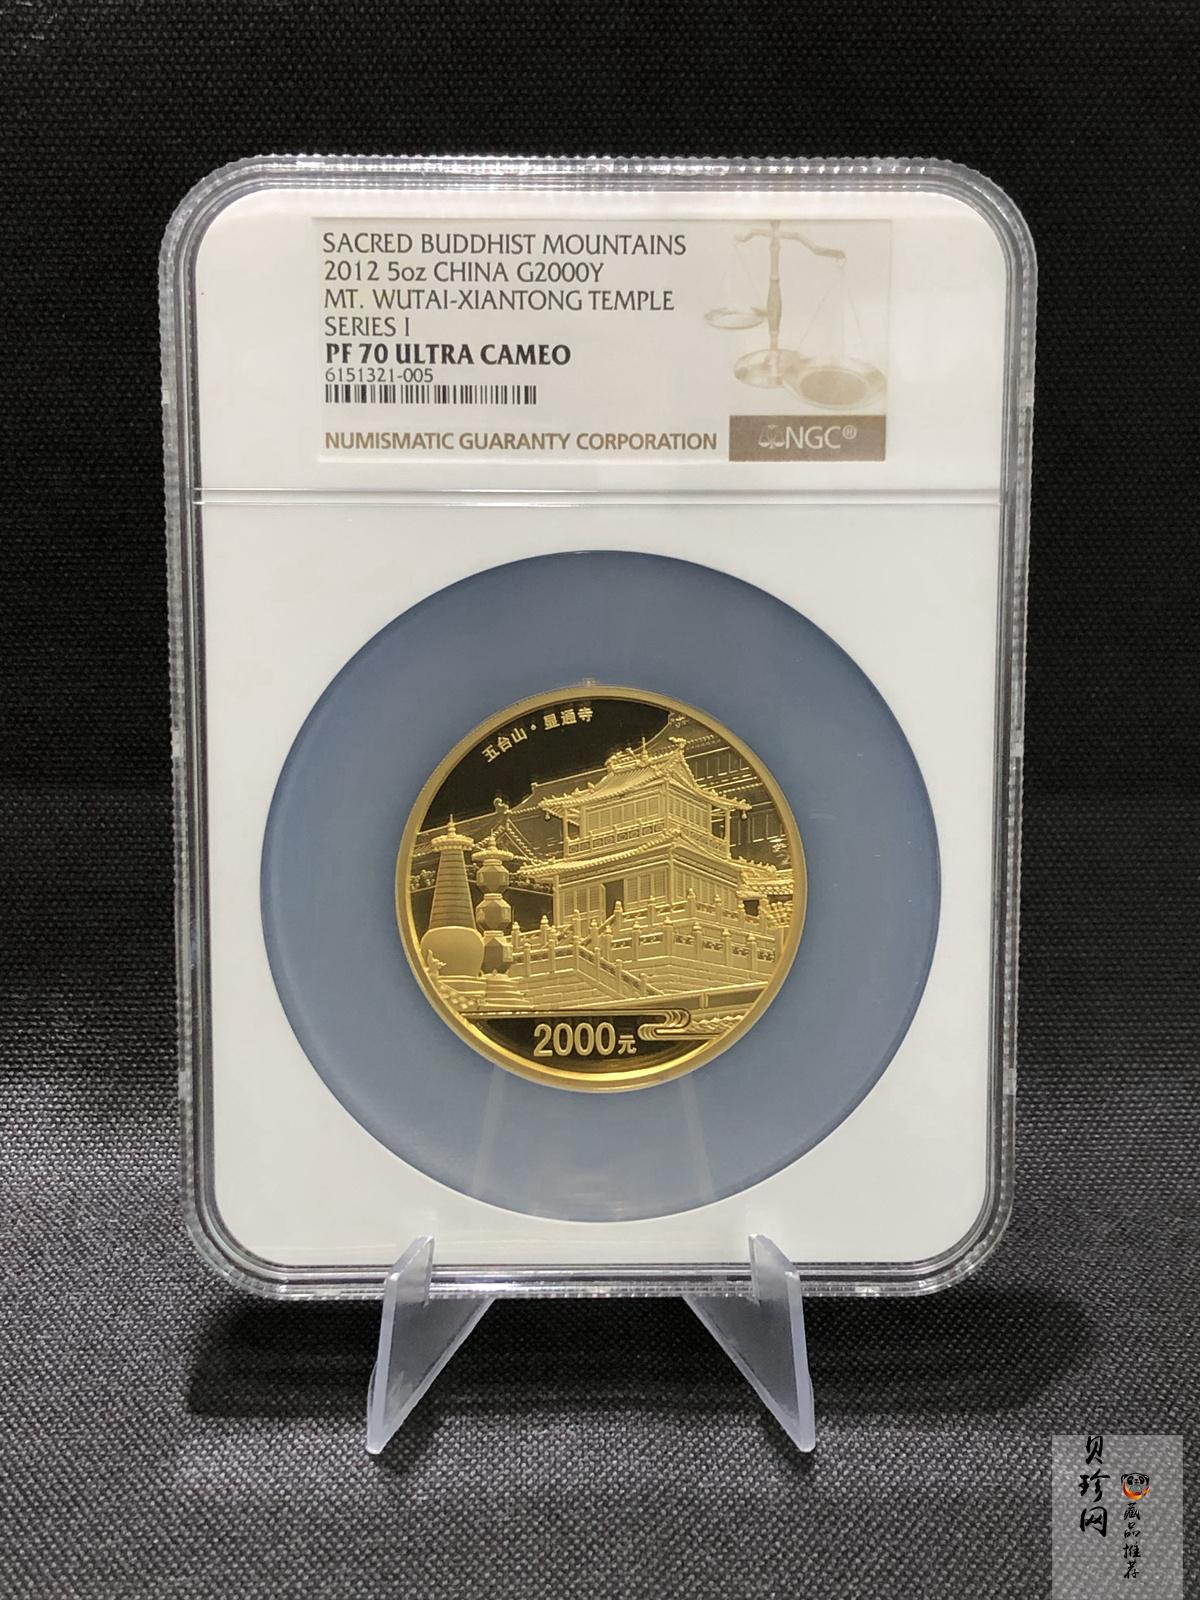 SACRED BUDDHIST MOUNTAINS
2012 5oz CHINA G2000Y
MT. WUTAI-XIANTONG TEMPLE
SERIES I
PF 70 ULTRA CAMEO
6151321-005
NUMISMATIC GUARANTY CORPORATION
NGC®
五台山·显通寺
2000元
贝珍网
藏品推荐